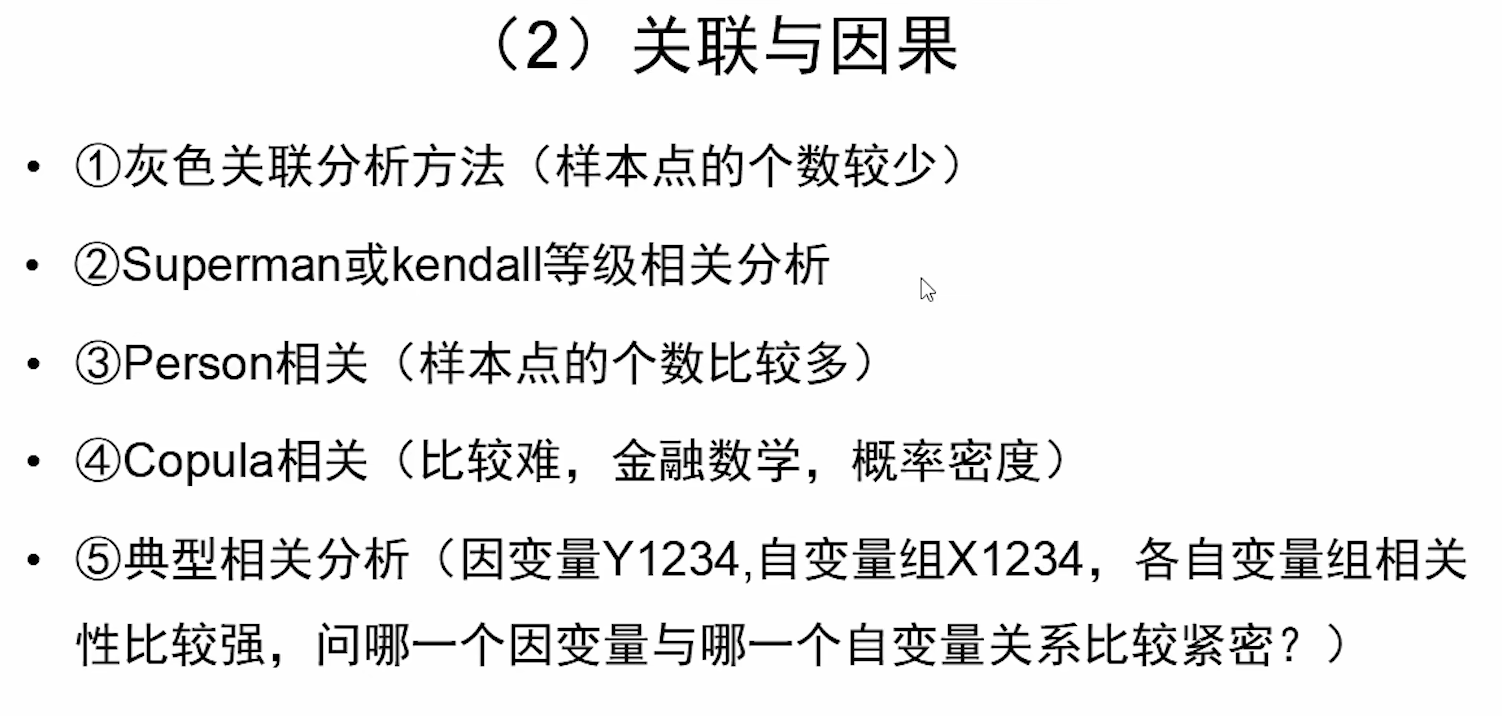 （2）关联与因果
• ①灰色关联分析方法（样本点的个数较少）
• ②Superman或kendall等级相关分析
• ③Person相关（样本点的个数比较多）
• ④Copula相关（比较难，金融数学，概率密度）
• ⑤典型相关分析（因变量Y1234,自变量组X1234，各自变量组相关
性比较强，问哪一个因变量与哪一个自变量关系比较紧密？）